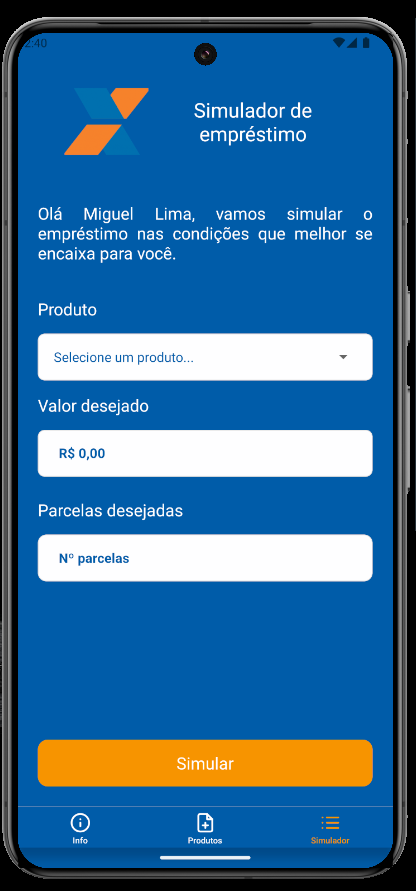 2:40
Simulador de
empréstimo
Olá Miguel Lima, vamos simular o
empréstimo nas condições que melhor se
encaixa para você.
Produto
Selecione um produto...
Valor desejado
R$ 0,00
Parcelas desejadas
Nº parcelas
Simular
Info
Produtos
Simulador